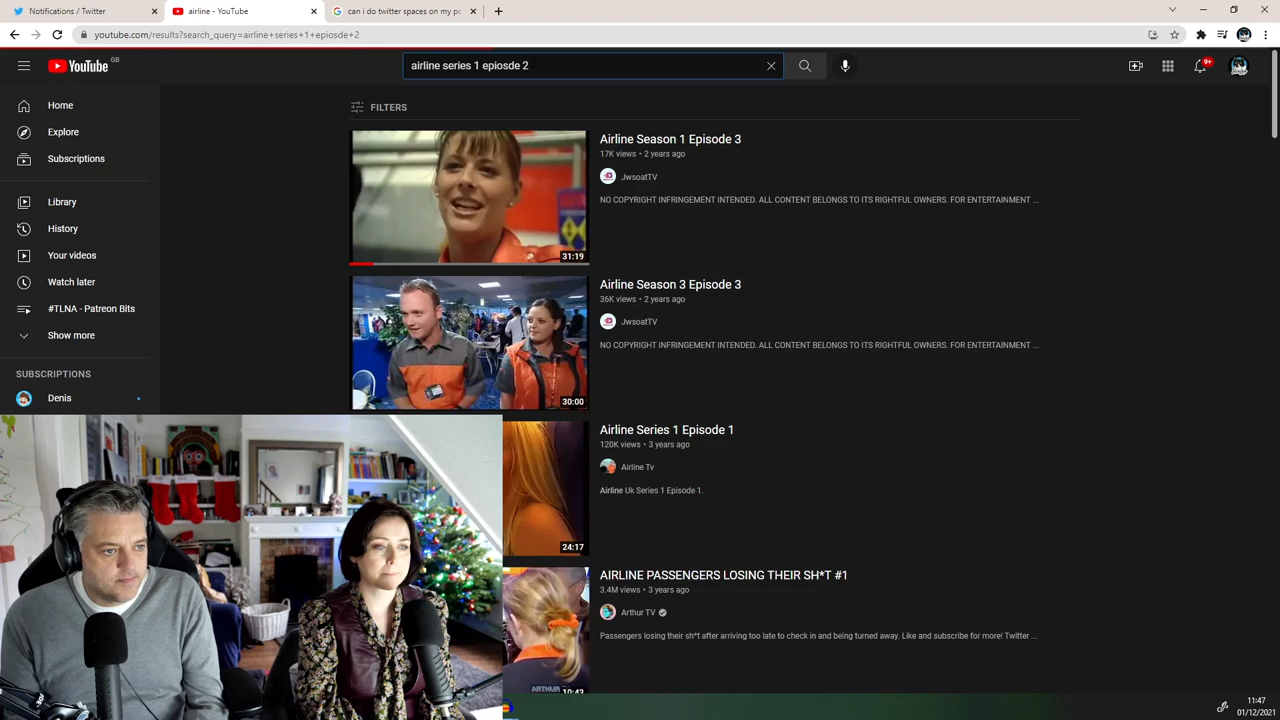 Notifications / Twitter
airline - YouTube
can i do twitter spaces on my pc
youtube.com/results?search_query=airline+series+1+epiosde+2
YouTube GB
airline series 1 epiosde 2
9+
Home
Explore
Subscriptions
Library
History
Your videos
Watch later
#TLNA - Patreon Bits
Show more
SUBSCRIPTIONS
Denis
FILTERS
31:19
Airline Season 1 Episode 3
17K views • 2 years ago
JwsoatTV
NO COPYRIGHT INFRINGEMENT INTENDED. ALL CONTENT BELONGS TO ITS RIGHTFUL OWNERS. FOR ENTERTAINMENT ...
30:00
Airline Season 3 Episode 3
36K views • 2 years ago
JwsoatTV
NO COPYRIGHT INFRINGEMENT INTENDED. ALL CONTENT BELONGS TO ITS RIGHTFUL OWNERS. FOR ENTERTAINMENT ...
24:17
Airline Series 1 Episode 1
120K views • 3 years ago
Airline Tv
Airline Uk Series 1 Episode 1.
ARTHUR
10:43
AIRLINE PASSENGERS LOSING THEIR SH*T #1
3.4M views • 3 years ago
Arthur TV
Passengers losing their sh*t after arriving too late to check in and being turned away. Like and subscribe for more! Twitter ...
11:47
01/12/2021